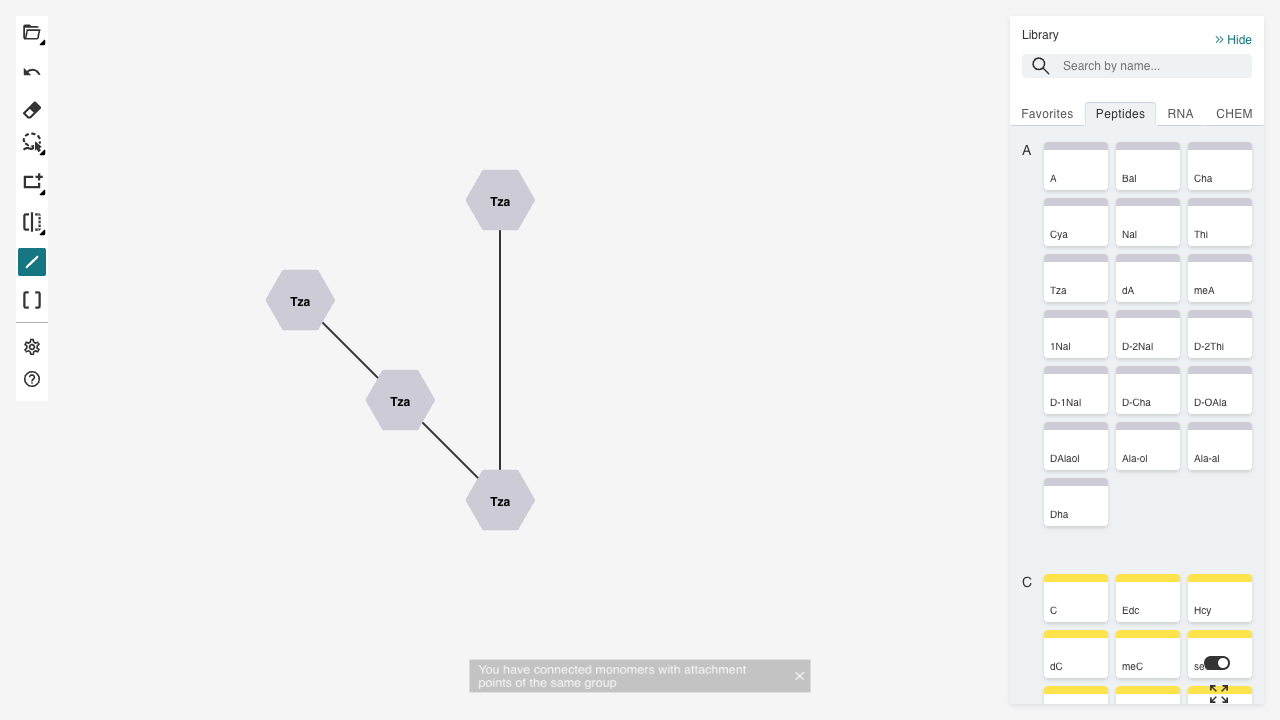 Library
Hide
Search by name...
Favorites Peptides RNA CHEM
A
A Bal Cha
Cya Nal Thi
Tza dA meA
1Nal D-2Nal D-2Thi
D-1Nal D-Cha D-OAla
DAlaol Ala-ol Ala-al
Dha
C
C Edc Hcy
dC meC
Tza
Tza
Tza
Tza
You have connected monomers with attachment
points of the same group